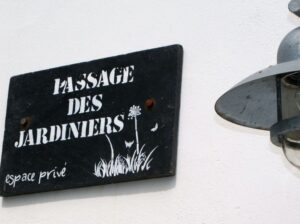 PASSAGE
DES
JARDINIERS
espace privé